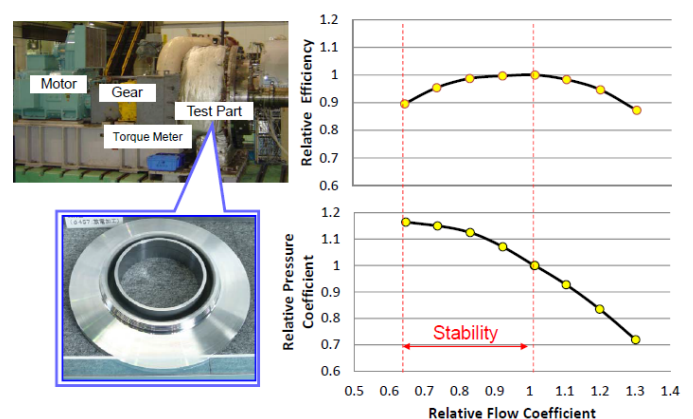 Motor
Gear
Test Part
Torque Meter
Relative Efficiency
1.2
1.1
1
0.9
0.8
0.7
0.6
Relative Pressure
Coefficient
1.2
1.1
1
0.9
0.8
0.7
0.6
Stability
0.5 0.6 0.7 0.8 0.9 1 1.1 1.2 1.3 1.4
Relative Flow Coefficient